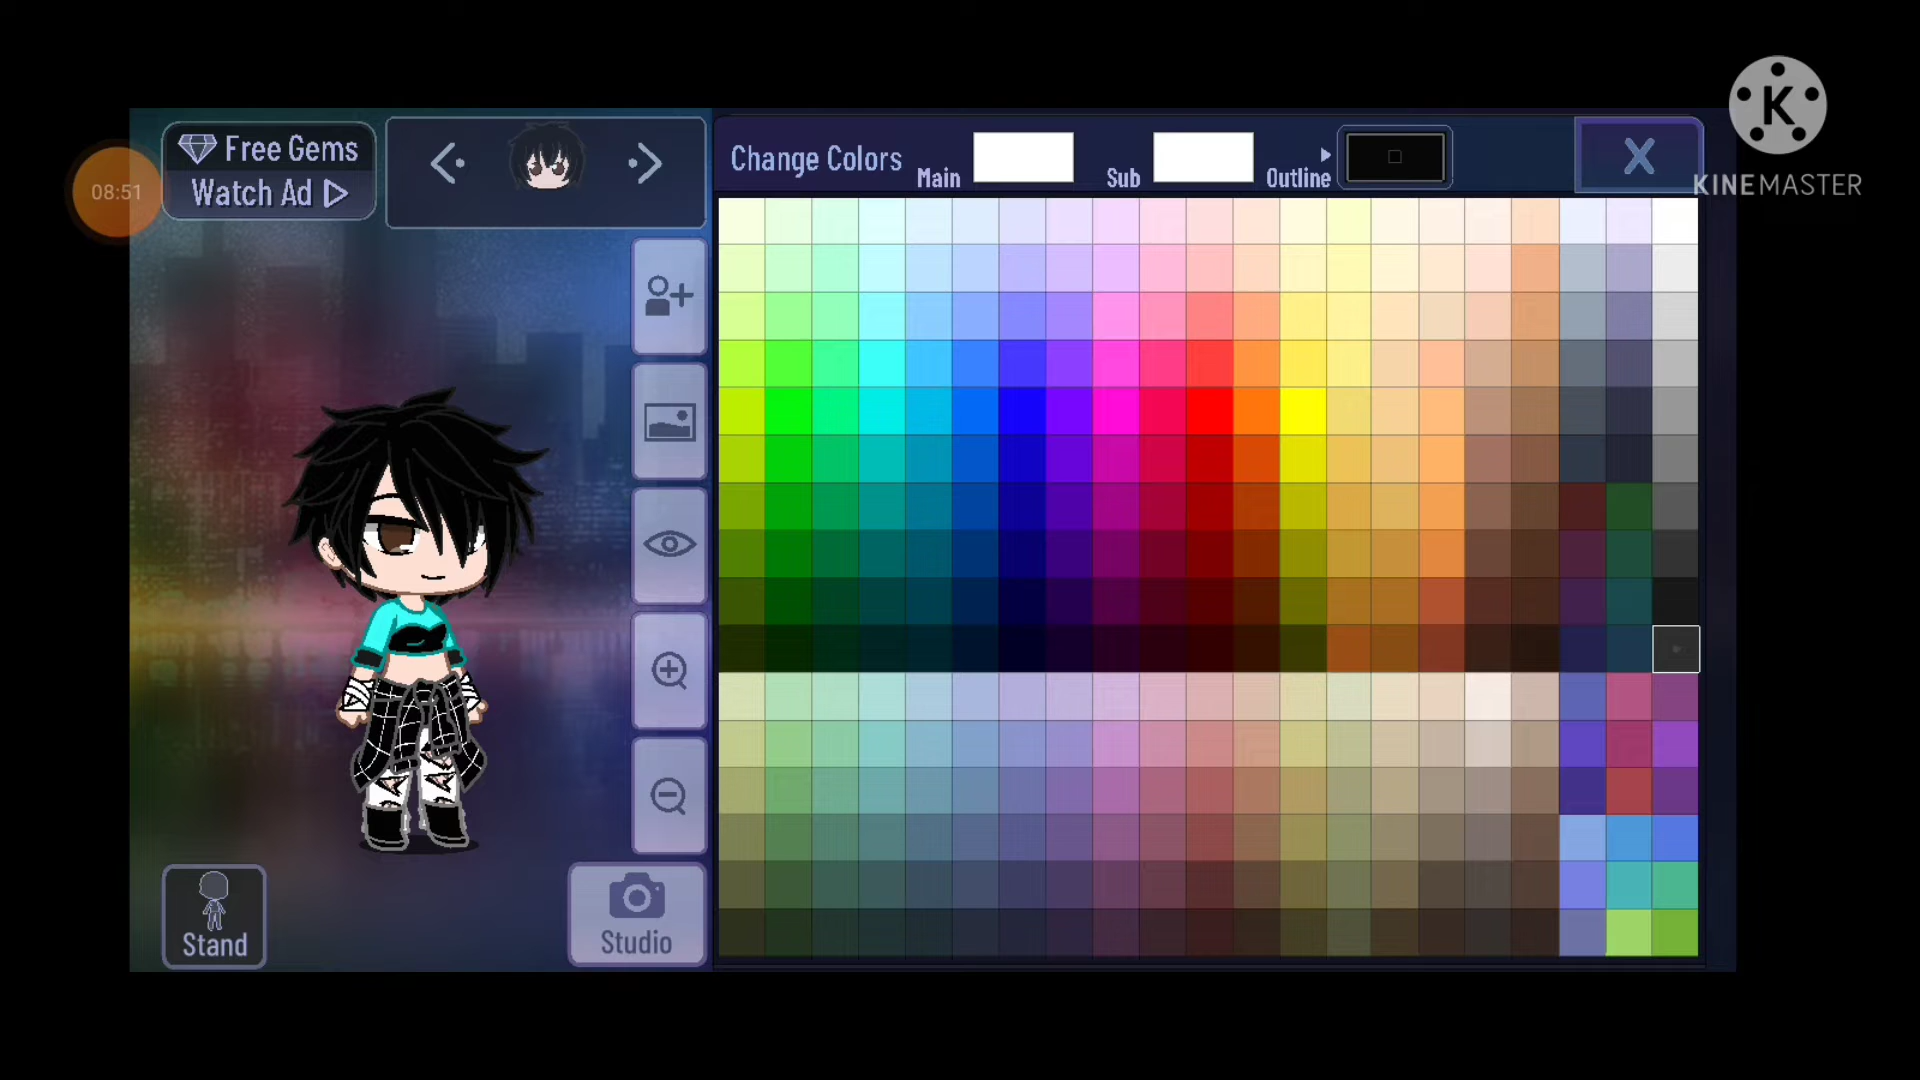 Free Gems
Watch Ad
08:51
Change Colors
Main
Sub
Outline
X
K
KINEMASTER
Stand
Studio